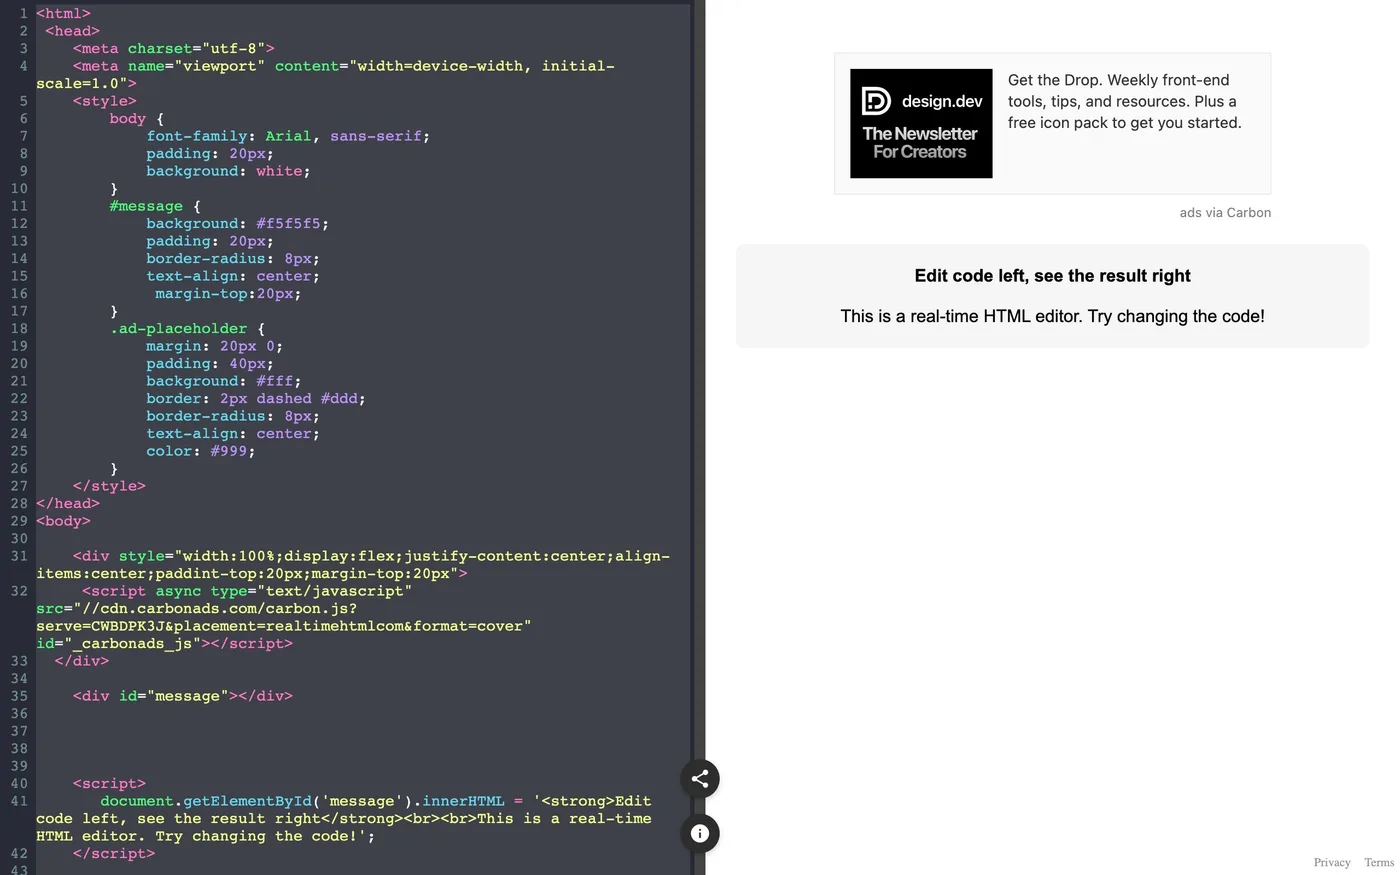 1 <html>
2 <head>
3 <meta charset="utf-8">
4 <meta name="viewport" content="width=device-width, initial-
scale=1.0">
5 <style>
6 body {
7 font-family: Arial, sans-serif;
8 padding: 20px;
9 background: white;
10 }
11 #message {
12 background: #f5f5f5;
13 padding: 20px;
14 border-radius: 8px;
15 text-align: center;
16 margin-top:20px;
17 }
18 .ad-placeholder {
19 margin: 20px 0;
20 padding: 40px;
21 background: #fff;
22 border: 2px dashed #ddd;
23 border-radius: 8px;
24 text-align: center;
25 color: #999;
26 }
27 </style>
28 </head>
29 <body>
30
31 <div style="width:100%;display:flex;justify-content:center;align-
items:center;paddint-top:20px;margin-top:20px">
32 <script async type="text/javascript"
src="//cdn.carbonads.com/carbon.js?
serve=CWBDPK3J&placement=realtimehtmlcom&format=cover"
id="_carbonads_js"></script>
33 </div>
34
35 <div id="message"></div>
36
37
38
39
40 <script>
41 document.getElementById('message').innerHTML = '<strong>Edit
code left, see the result right</strong><br><br>This is a real-time
HTML editor. Try changing the code!';
42 </script>
43
design.dev
The Newsletter
For Creators
Get the Drop. Weekly front-end
tools, tips, and resources. Plus a
free icon pack to get you started.
ads via Carbon
Edit code left, see the result right
This is a real-time HTML editor. Try changing the code!
Privacy Terms